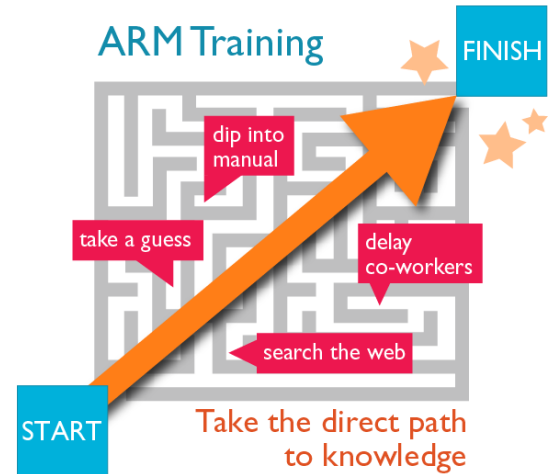 ARM Training
FINISH
dip into
manual
take a guess
delay
co-workers
search the web
START
Take the direct path
to knowledge